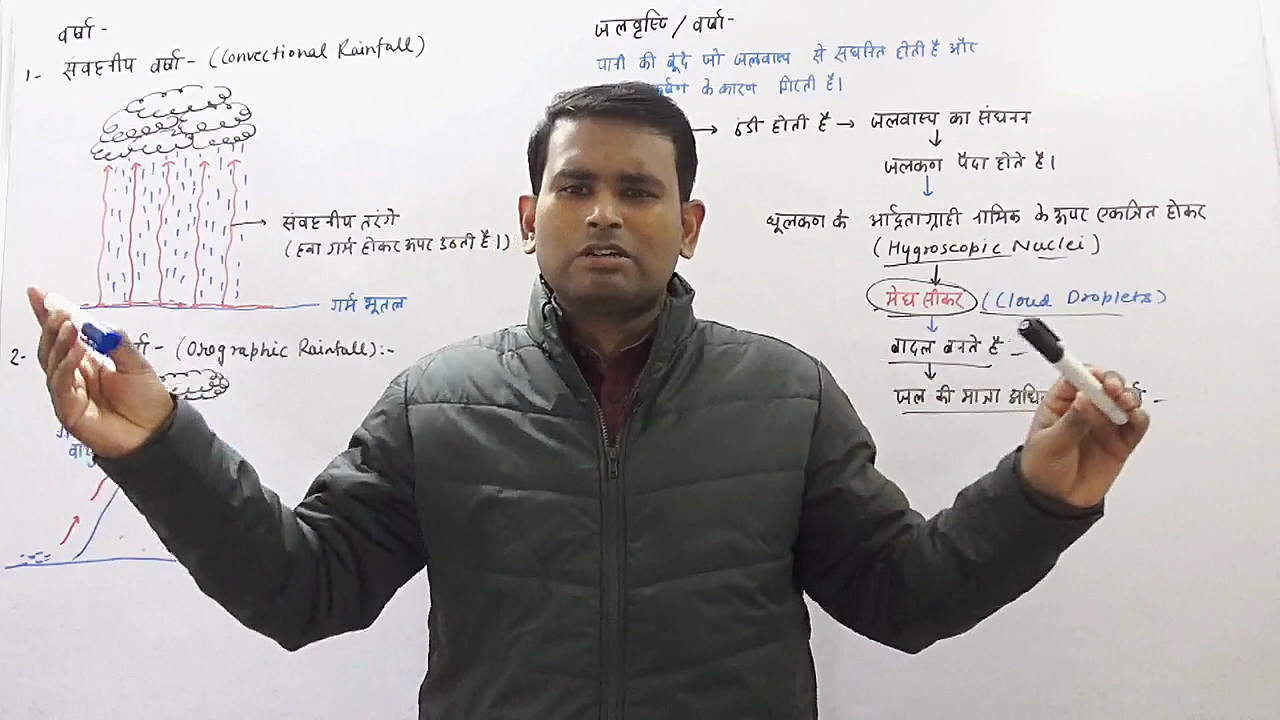 वर्षा -
1- संवहनीय वर्षा - (Convectional Rainfall)
संवहनीय तरंगे
(हवा गर्म होकर ऊपर उठती है।)
गर्म भूतल
2-
(Orographic Rainfall):-
जलवृष्टि / वर्षा -
पानी की बूंदे जो जलवाष्प से संघनित होती है और
के कारण गिरती है।
→ ठंडी होती है → जलवाष्प का संघनन
जलकण पैदा होते है।
धूलकण के आर्द्रताग्राही नाभिक के ऊपर एकत्रित होकर
(Hygroscopic Nuclei)
मेघ सीकर (Cloud Droplets)
बादल बनते है -
जल की मात्रा